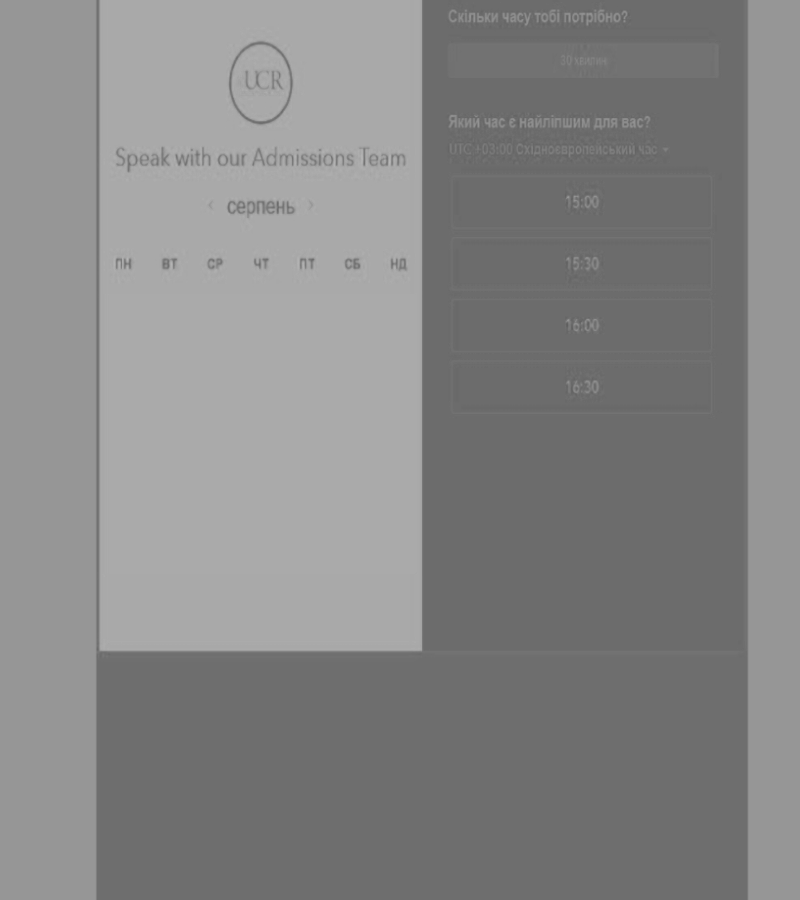 UCR
Speak with our Admissions Team
< серпень >
ПН ВТ СР ЧТ ПТ СБ НД
Скільки часу тобі потрібно?
30 хвилин
Який час є найліпшим для вас?
UTC +03:00 Східноєвропейський час
15:00
15:30
16:00
16:30